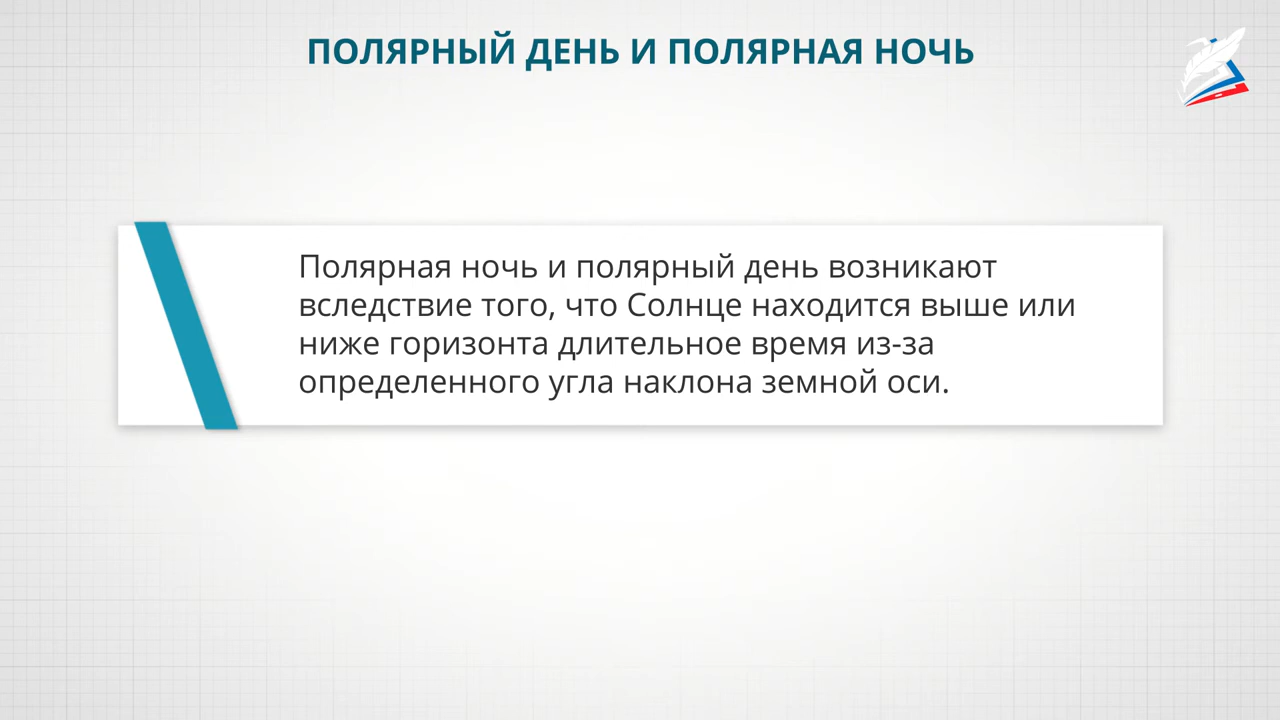 ПОЛЯРНЫЙ ДЕНЬ И ПОЛЯРНАЯ НОЧЬ
Полярная ночь и полярный день возникают
вследствие того, что Солнце находится выше или
ниже горизонта длительное время из-за
определенного угла наклона земной оси.